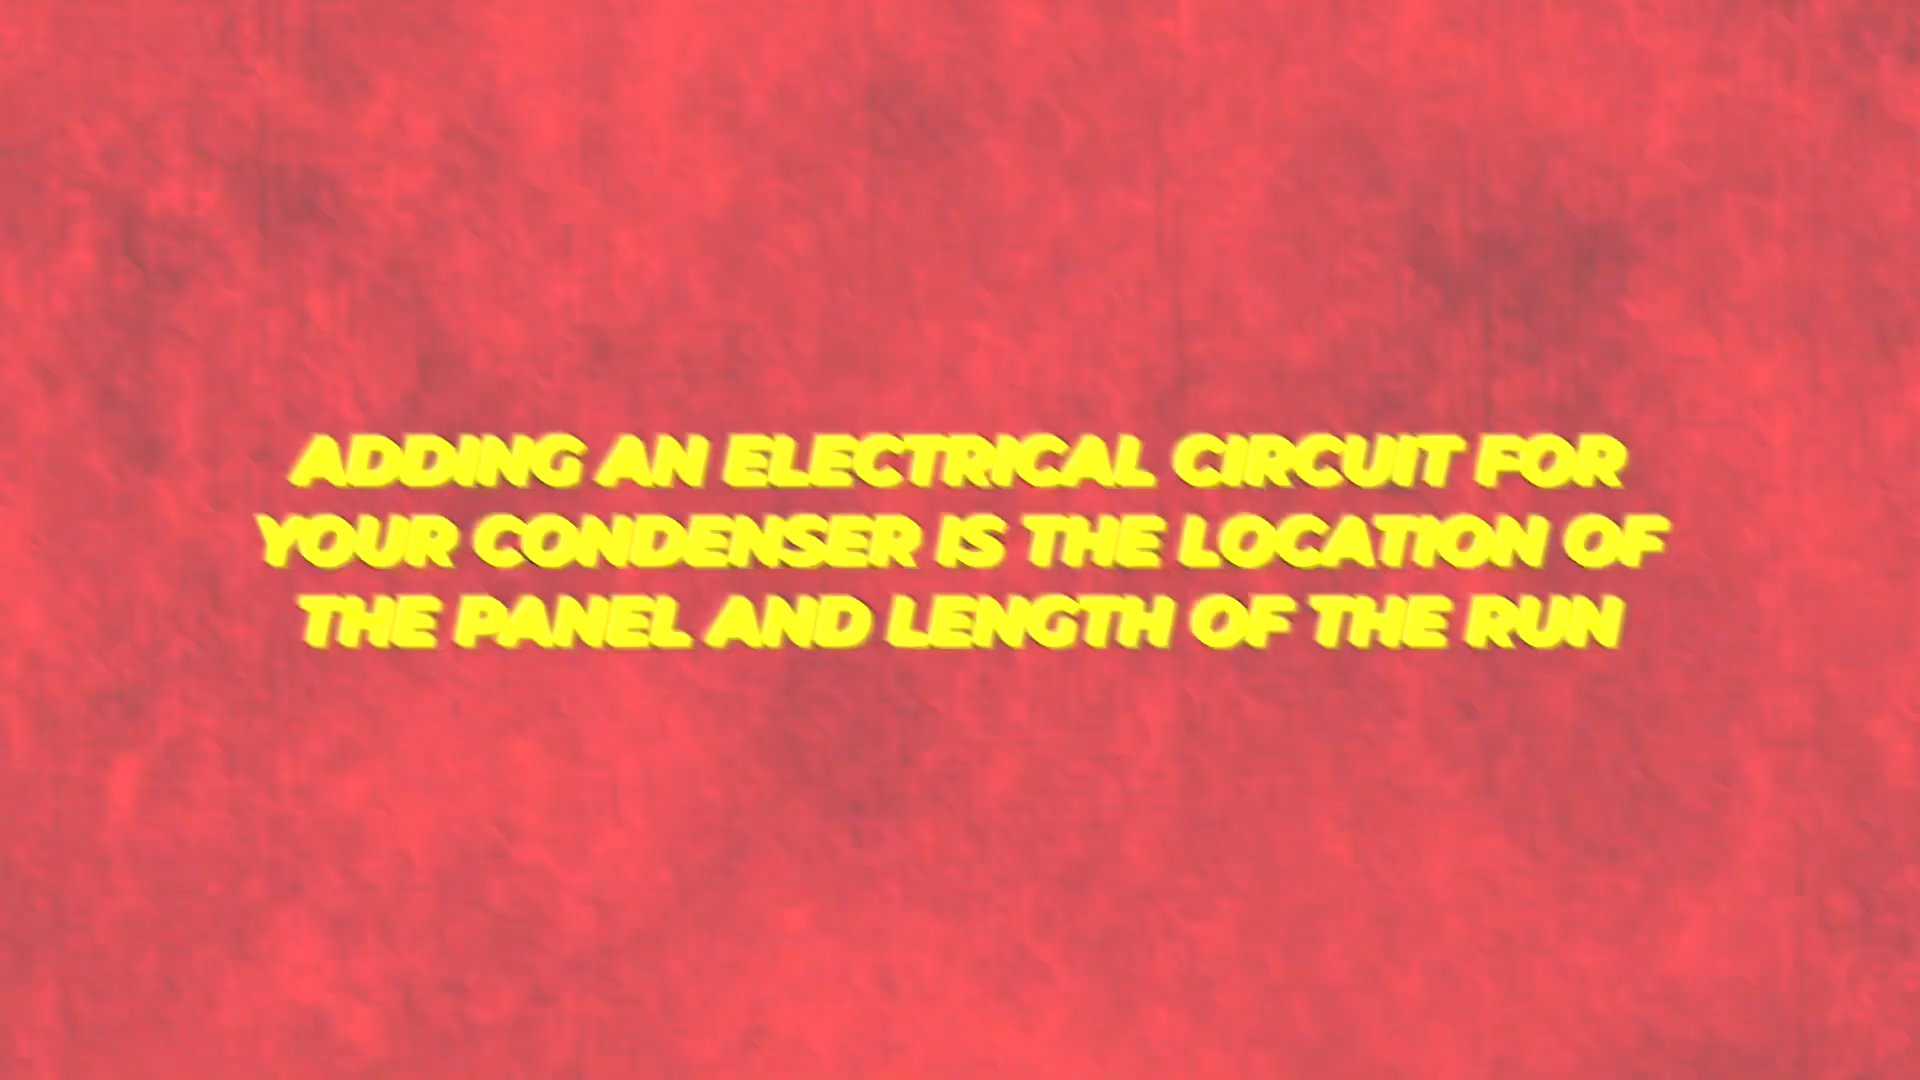 ADDING AN ELECTRICAL CIRCUIT FOR
YOUR CONDENSER IS THE LOCATION OF
THE PANEL AND LENGTH OF THE RUN